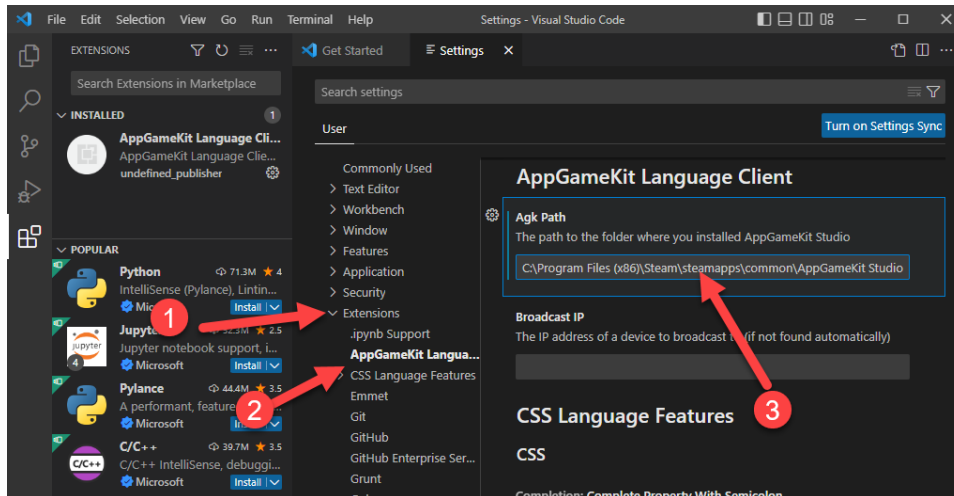 File Edit Selection View Go Run Terminal Help
Settings - Visual Studio Code
EXTENSIONS
Search Extensions in Marketplace
INSTALLED 1
AppGameKit Language Cli...
AppGameKit Language Clie...
undefined_publisher
POPULAR
Python 71.3M 4
IntelliSense (Pylance), Lintin...
Install
2.5
Jupyter notebook support, i...
jupyter
4
Microsoft Install
Pylance 44.4M 3.5
A performant, feature
Microsoft
C/C++ 39.7M 3.5
C/C++ IntelliSense, debuggi...
C/C++
Microsoft Install
Get Started
Settings
Search settings
User
Turn on Settings Sync
Commonly Used
Text Editor
Workbench
Window
Features
Application
Security
Extensions
.ipynb Support
AppGameKit Langua...
CSS Language Features
Emmet
Git
GitHub
GitHub Enterprise Ser...
Grunt
AppGameKit Language Client
Agk Path
The path to the folder where you installed AppGameKit Studio
C:\Program Files (x86)\Steam\steamapps\common\AppGameKit Studio
Broadcast IP
The IP address of a device to broadcast to (if not found automatically)
CSS Language Features
CSS
Completion: Complete Property With Semicolon
1
2
3